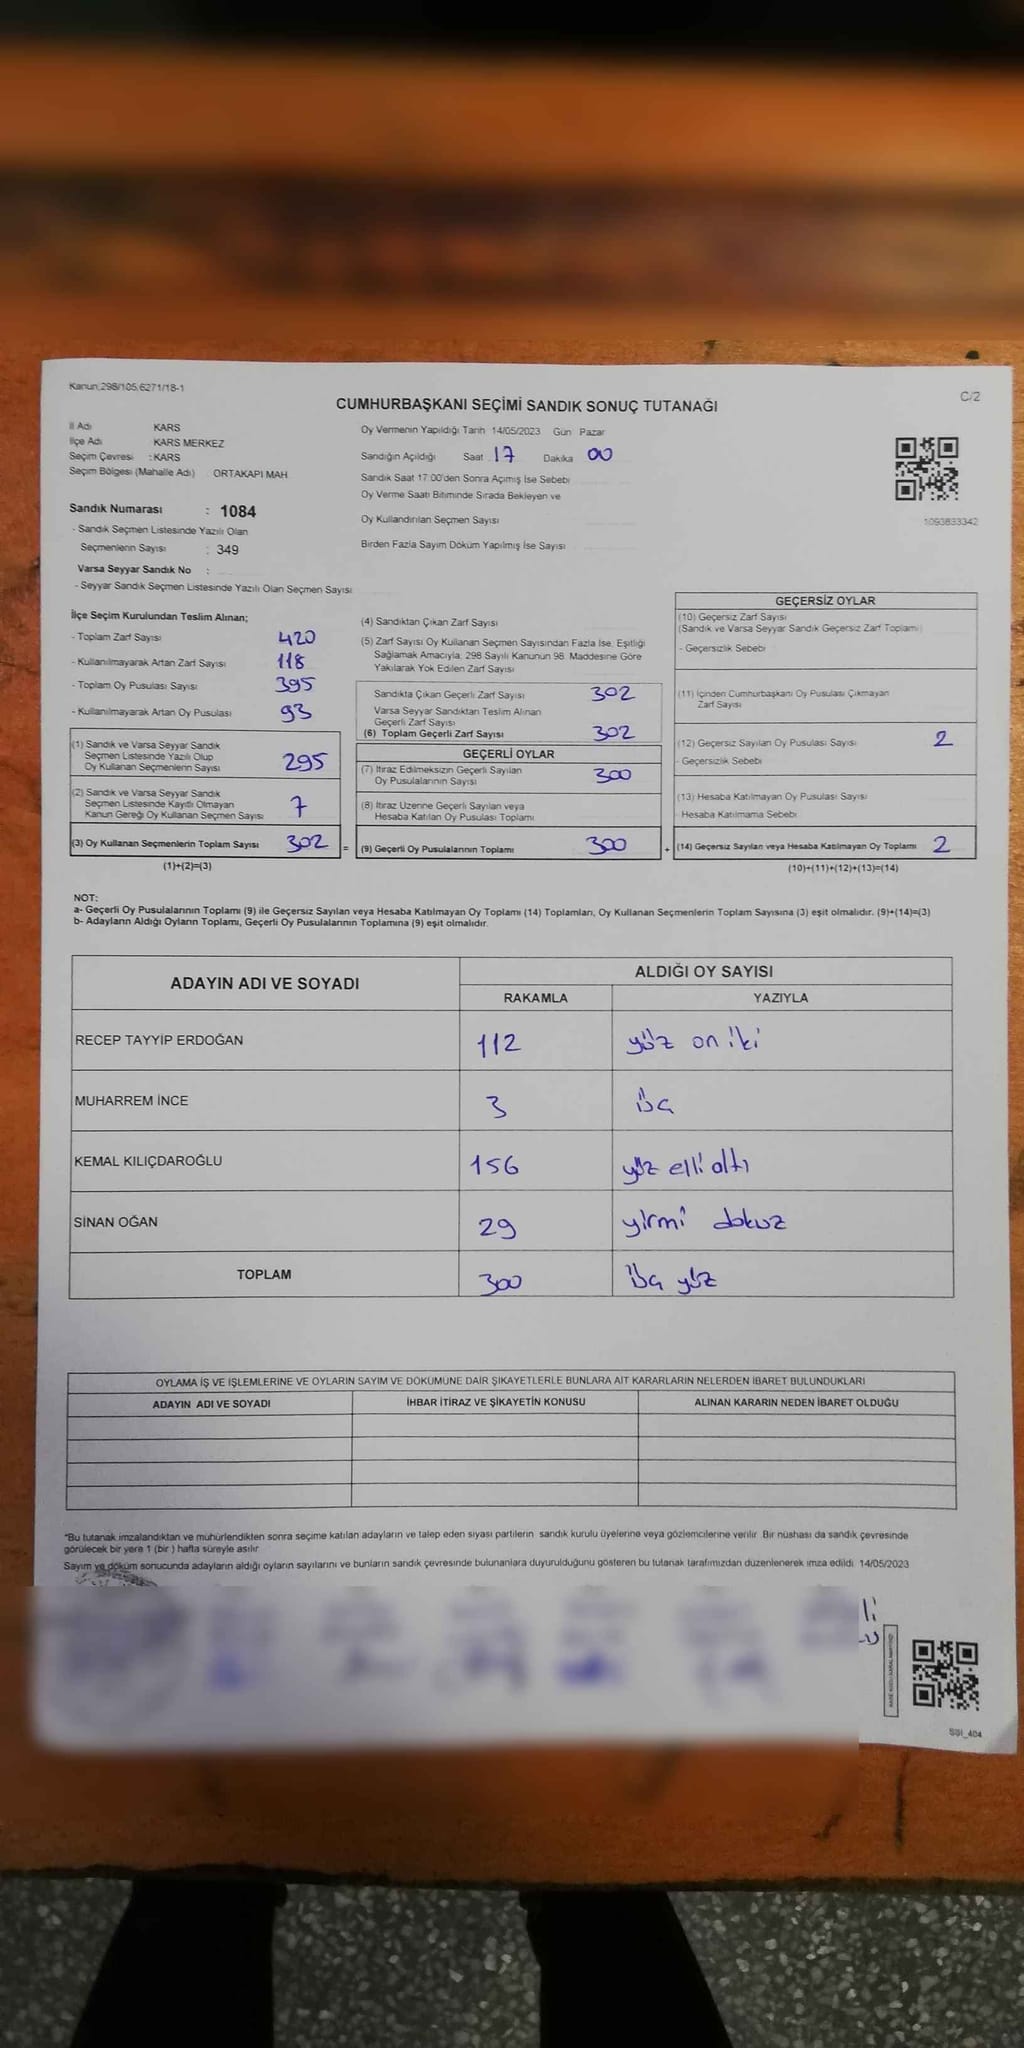 Kanun:298/105,6271/18-1
C/2
CUMHURBAŞKANI SEÇİMİ SANDIK SONUÇ TUTANAĞI
İl Adı KARS
İlçe Adı KARS MERKEZ
Seçim Çevresi : KARS
Seçim Bölgesi (Mahalle Adı) ORTAKAPI MAH
Sandık Numarası : 1084
- Sandık Seçmen Listesinde Yazılı Olan
Seçmenlerin Sayısı : 349
Varsa Seyyar Sandık No :
- Seyyar Sandık Seçmen Listesinde Yazılı Olan Seçmen Sayısı
Oy Vermenin Yapıldığı Tarih 14/05/2023 Gün Pazar
Sandığın Açıldığı Saat 17 Dakika 00
Sandık Saat 17:00'den Sonra Açımış İse Sebebi
Oy Verme Saati Bitiminde Sırada Bekleyen ve
Oy Kullandırılan Seçmen Sayısı
Birden Fazla Sayım Döküm Yapılmış İse Sayısı
1093833342
İlçe Seçim Kurulundan Teslim Alınan;
- Toplam Zarf Sayısı 420
- Kullanılmayarak Artan Zarf Sayısı 118
- Toplam Oy Pusulası Sayısı 395
- Kullanılmayarak Artan Oy Pusulası 93
(1) Sandık ve Varsa Seyyar Sandık
Seçmen Listesinde Yazılı Olup
Oy Kullanan Seçmenlerin Sayısı 295
(2) Sandık ve Varsa Seyyar Sandık
Seçmen Listesinde Kayıtlı Olmayan
Kanun Gereği Oy Kullanan Seçmen Sayısı 7
(3) Oy Kullanan Seçmenlerin Toplam Sayısı 302 =
(1)+(2)=(3)
(4) Sandıktan Çıkan Zarf Sayısı
(5) Zarf Sayısı Oy Kullanan Seçmen Sayısından Fazla İse, Eşitliği
Sağlamak Amacıyla, 298 Sayılı Kanunun 98. Maddesine Göre
Yakılarak Yok Edilen Zarf Sayısı
Sandıkta Çıkan Geçerli Zarf Sayısı 302
Varsa Seyyar Sandıktan Teslim Alınan
Geçerli Zarf Sayısı
(6) Toplam Geçerli Zarf Sayısı 302
GEÇERLİ OYLAR
(7) İtiraz Edilmeksizin Geçerli Sayılan
Oy Pusulalarının Sayısı 300
(8) İtiraz Üzerine Geçerli Sayılan veya
Hesaba Katılan Oy Pusulası Toplamı
(9) Geçerli Oy Pusulalarının Toplamı 300 +
GEÇERSİZ OYLAR
(10) Geçersiz Zarf Sayısı
(Sandık ve Varsa Seyyar Sandık Geçersiz Zarf Toplamı)
- Geçersizlik Sebebi
(11) İçinden Cumhurbaşkanı Oy Pusulası Çıkmayan
Zarf Sayısı
(12) Geçersiz Sayılan Oy Pusulası Sayısı 2
- Geçersizlik Sebebi
(13) Hesaba Katılmayan Oy Pusulası Sayısı
- Hesaba Katılmama Sebebi
(14) Geçersiz Sayılan veya Hesaba Katılmayan Oy Toplamı 2
(10)+(11)+(12)+(13)=(14)
NOT:
a- Geçerli Oy Pusulalarının Toplamı (9) ile Geçersiz Sayılan veya Hesaba Katılmayan Oy Toplamı (14) Toplamları, Oy Kullanan Seçmenlerin Toplam Sayısına (3) eşit olmalıdır. (9)+(14)=(3)
b- Adayların Aldığı Oyların Toplamı, Geçerli Oy Pusulalarının Toplamına (9) eşit olmalıdır.
ADAYIN ADI VE SOYADI ALDIĞI OY SAYISI
RAKAMLA YAZIYLA
RECEP TAYYİP ERDOĞAN 112 yüz on iki
MUHARREM İNCE 3 üç
KEMAL KILIÇDAROĞLU 156 yüz elli altı
SİNAN OĞAN 29 yirmi dokuz
TOPLAM 300 üç yüz
OYLAMA İŞ VE İŞLEMLERİNE VE OYLARIN SAYIM VE DÖKÜMÜNE DAİR ŞİKAYETLERLE BUNLARA AİT KARARLARIN NELERDEN İBARET BULUNDUKLARI
ADAYIN ADI VE SOYADI İHBAR İTİRAZ VE ŞİKAYETİN KONUSU ALINAN KARARIN NEDEN İBARET OLDUĞU
*Bu tutanak imzalandıktan ve mühürlendikten sonra seçime katılan adayların ve talep eden siyasi partilerin sandık kurulu üyelerine veya gözlemcilerine verilir. Bir nüshası da sandık çevresinde
görülecek bir yere 1 (bir ) hafta süreyle asılır.
Sayım ve döküm sonucunda adayların aldığı oyların sayılarını ve bunların sandık çevresinde bulunanlara duyurulduğunu gösteren bu tutanak tarafımızdan düzenlenerek imza edildi. 14/05/2023
SSI_404